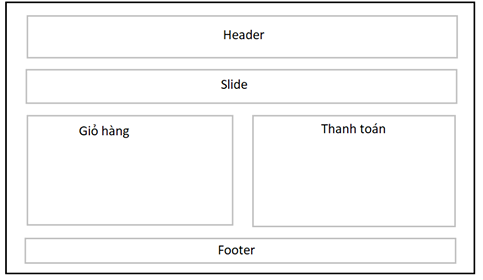 Header
Slide
Giỏ hàng
Thanh toán
Footer